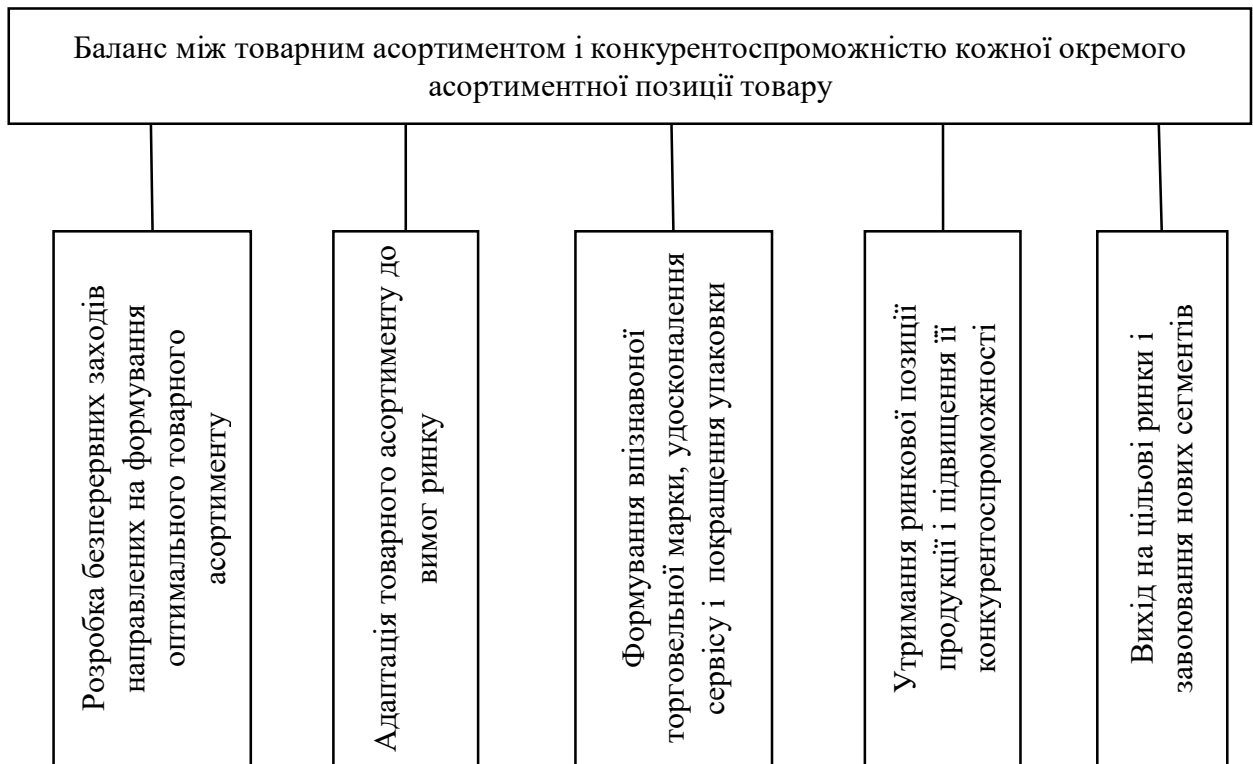 Баланс між товарним асортиментом і конкурентоспроможністю кожної окремого
асортиментної позиції товару
Розробка безперервних заходів
направлених на формування
оптимального товарного
асортименту
Адаптація товарного асортименту до
вимог ринку
Формування впізнавоної
торговельної марки, удосконалення
сервісу і покращення упаковки
Утримання ринкової позиції
продукції і підвищення її
конкурентоспроможності
Вихід на цільові ринки і
завоювання нових сегментів